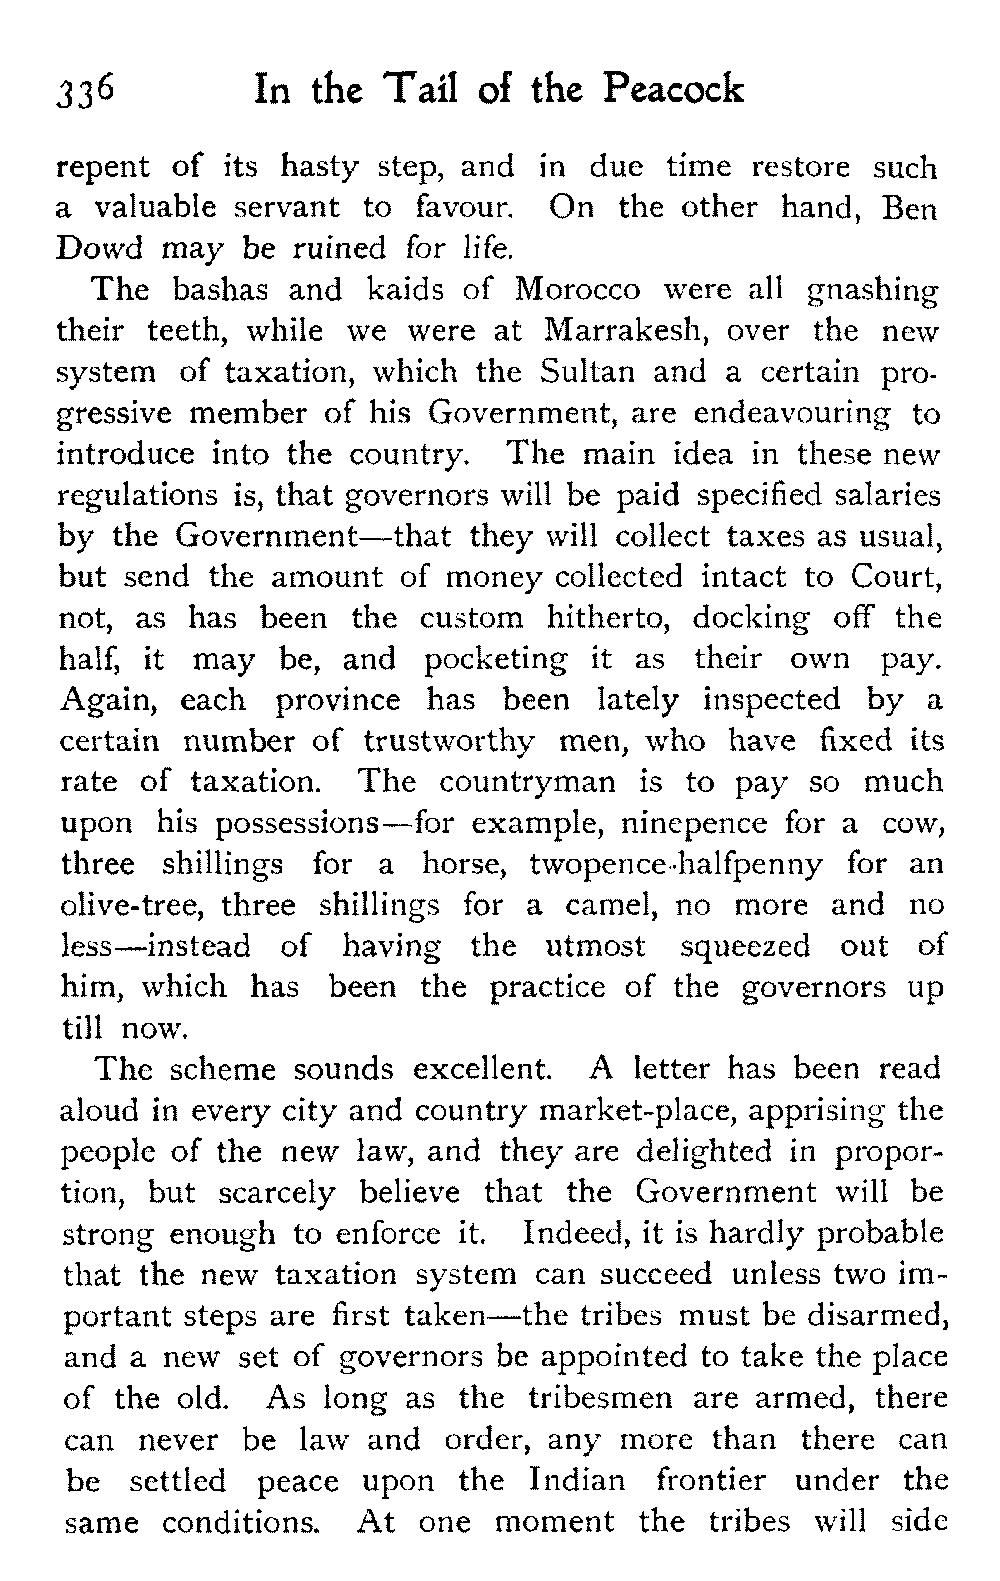 336 In the Tail of the Peacock
repent of its hasty step, and in due time restore such
a valuable servant to favour. On the other hand, Ben
Dowd may be ruined for life.
The bashas and kaids of Morocco were all gnashing
their teeth, while we were at Marrakesh, over the new
system of taxation, which the Sultan and a certain pro-
gressive member of his Government, are endeavouring to
introduce into the country. The main idea in these new
regulations is, that governors will be paid specified salaries
by the Government—that they will collect taxes as usual,
but send the amount of money collected intact to Court,
not, as has been the custom hitherto, docking off the
half, it may be, and pocketing it as their own pay.
Again, each province has been lately inspected by a
certain number of trustworthy men, who have fixed its
rate of taxation. The countryman is to pay so much
upon his possessions—for example, ninepence for a cow,
three shillings for a horse, twopence-halfpenny for an
olive-tree, three shillings for a camel, no more and no
less—instead of having the utmost squeezed out of
him, which has been the practice of the governors up
till now.
The scheme sounds excellent. A letter has been read
aloud in every city and country market-place, apprising the
people of the new law, and they are delighted in propor-
tion, but scarcely believe that the Government will be
strong enough to enforce it. Indeed, it is hardly probable
that the new taxation system can succeed unless two im-
portant steps are first taken—the tribes must be disarmed,
and a new set of governors be appointed to take the place
of the old. As long as the tribesmen are armed, there
can never be law and order, any more than there can
be settled peace upon the Indian frontier under the
same conditions. At one moment the tribes will side